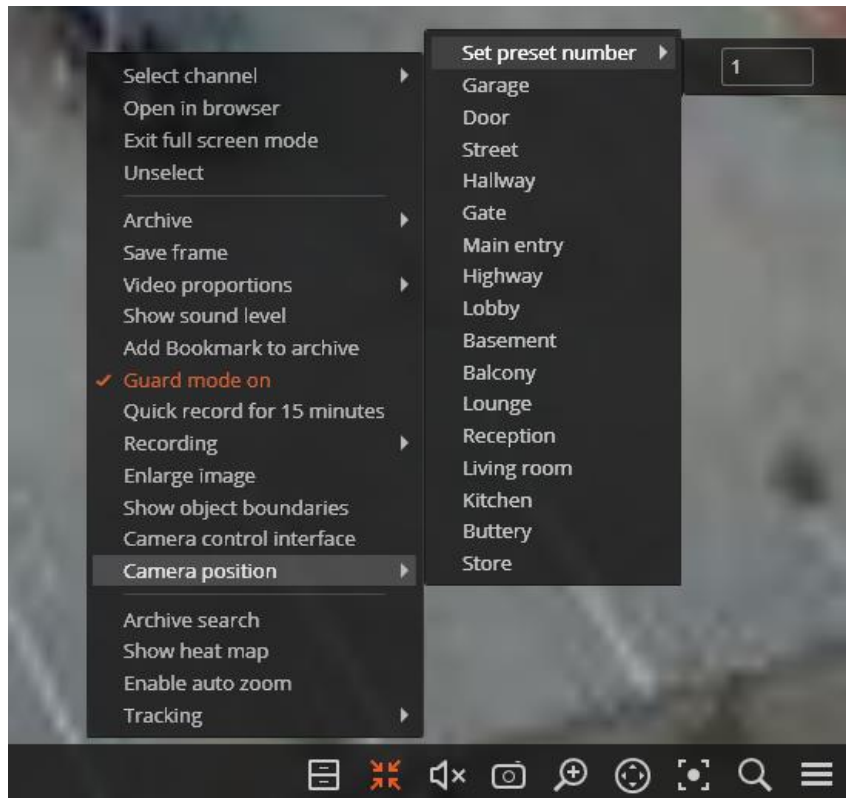 Select channel
Open in browser
Exit full screen mode
Unselect
Archive
Save frame
Video proportions
Show sound level
Add Bookmark to archive
Guard mode on
Quick record for 15 minutes
Recording
Enlarge image
Show object boundaries
Camera control interface
Camera position
Archive search
Show heat map
Enable auto zoom
Tracking
Set preset number
Garage
Door
Street
Hallway
Gate
Main entry
Highway
Lobby
Basement
Balcony
Lounge
Reception
Living room
Kitchen
Buttery
Store
1